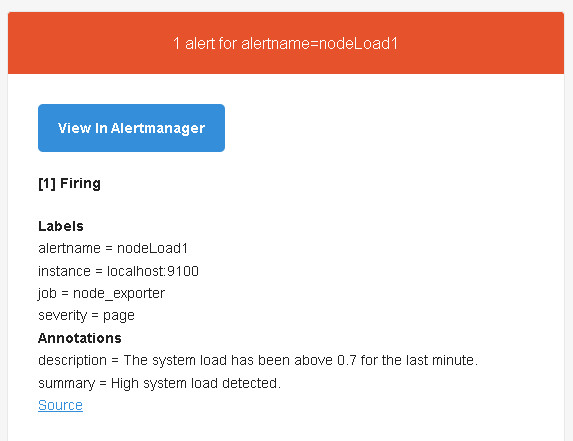 1 alert for alertname=nodeLoad1
View In Alertmanager
[1] Firing
Labels
alertname = nodeLoad1
instance = localhost:9100
job = node_exporter
severity = page
Annotations
description = The system load has been above 0.7 for the last minute.
summary = High system load detected.
Source